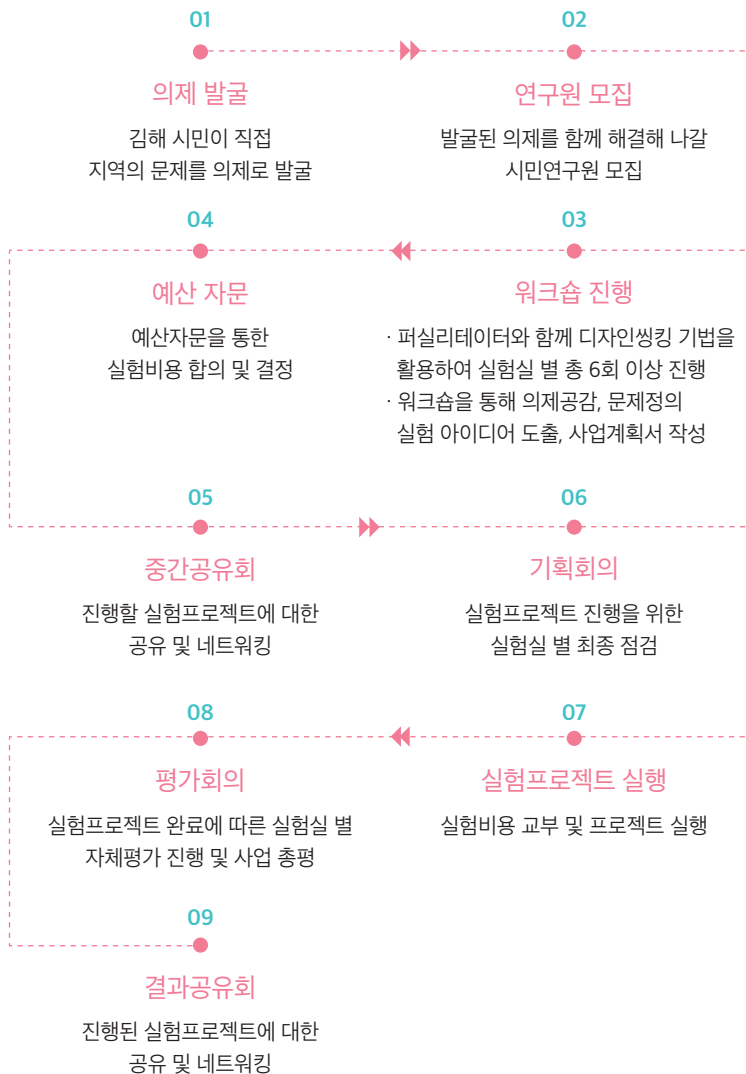 01
의제 발굴
김해 시민이 직접
지역의 문제를 의제로 발굴
02
연구원 모집
발굴된 의제를 함께 해결해 나갈
시민연구원 모집
03
워크숍 진행
· 퍼실리테이터와 함께 디자인씽킹 기법을
활용하여 실험실 별 총 6회 이상 진행
· 워크숍을 통해 의제공감, 문제정의
실험 아이디어 도출, 사업계획서 작성
04
예산 자문
예산자문을 통한
실험비용 합의 및 결정
05
중간공유회
진행할 실험프로젝트에 대한
공유 및 네트워킹
06
기획회의
실험프로젝트 진행을 위한
실험실 별 최종 점검
07
실험프로젝트 실행
실험비용 교부 및 프로젝트 실행
08
평가회의
실험프로젝트 완료에 따른 실험실 별
자체평가 진행 및 사업 총평
09
결과공유회
진행된 실험프로젝트에 대한
공유 및 네트워킹